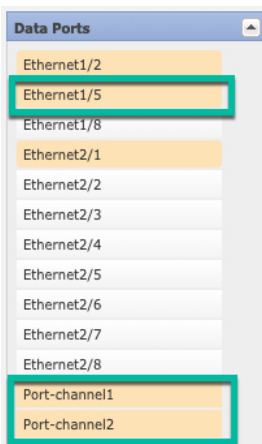 Data Ports
Ethernet1/2
Ethernet1/5
Ethernet1/8
Ethernet2/1
Ethernet2/2
Ethernet2/3
Ethernet2/4
Ethernet2/5
Ethernet2/6
Ethernet2/7
Ethernet2/8
Port-channel1
Port-channel2